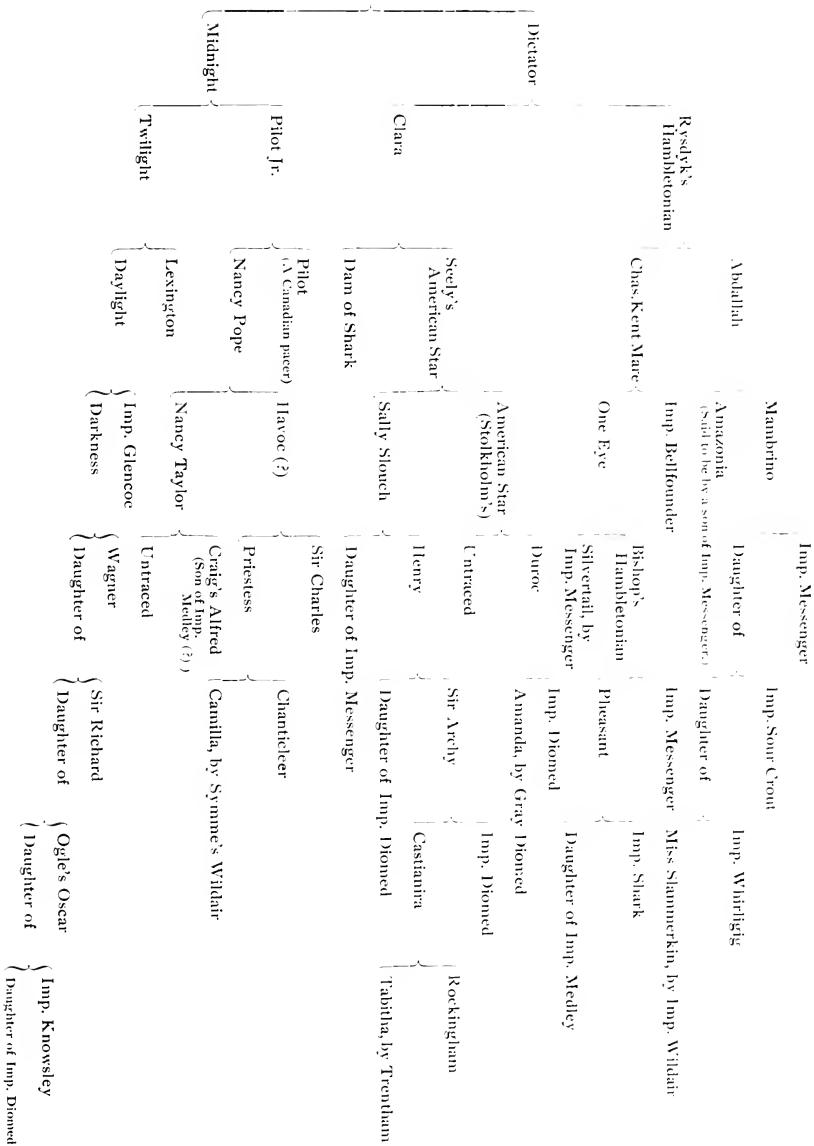 Dictator
Midnight
Rysdyk's
Hambletonian
Clara
Pilot Jr.
Twilight
Abdallah
Chas. Kent Mare
Seely's
American Star
Dam of Shark
Pilot
(A Canadian pacer)
Nancy Pope
Lexington
Daylight
Mambrino
Amazonia
(Said to be by a son of Imp. Messenger.)
Imp. Bellfounder
One Eye
American Star
(Stolkholm's)
Sally Slouch
Havoc (?)
Nancy Taylor
Imp. Glencoe
Darkness
Imp. Messenger
Daughter of
Bishop's
Hambletonian
Silvertail, by
Imp. Messenger
Duroc
Untraced
Henry
Daughter of Imp. Messenger
Sir Charles
Priestess
Craig's Alfred
(Son of Imp.
Medley (?) )
Untraced
Wagner
Daughter of
Imp. Sour Crout
Daughter of
Imp. Messenger
Pheasant
Imp. Diomed
Amanda, by Gray Diomed
Sir Archy
Daughter of Imp. Diomed
Chanticleer
Camilla, by Symme's Wildair
Sir Richard
Daughter of
Imp. Whirligig
Miss Slammerkin, by Imp. Wildair
Imp. Shark
Daughter of Imp. Medley
Imp. Diomed
Castianira
Ogle's Oscar
Daughter of
Rockingham
Tabitha, by Trentham
Imp. Knowsley
Daughter of Imp. Diomed